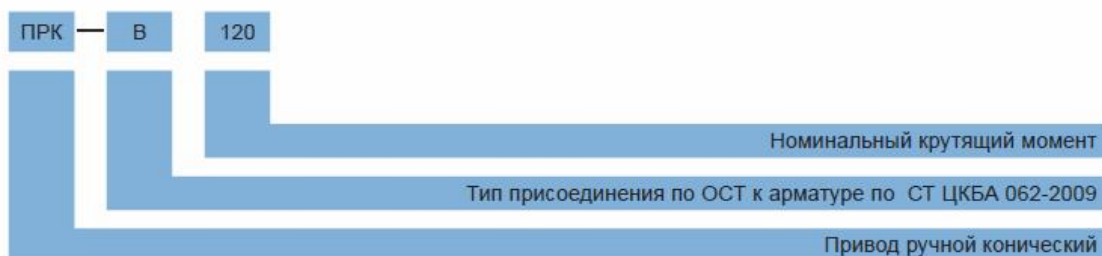 ПРК — В 120
Номинальный крутящий момент
Тип присоединения по ОСТ к арматуре по СТ ЦКБА 062-2009
Привод ручной конический